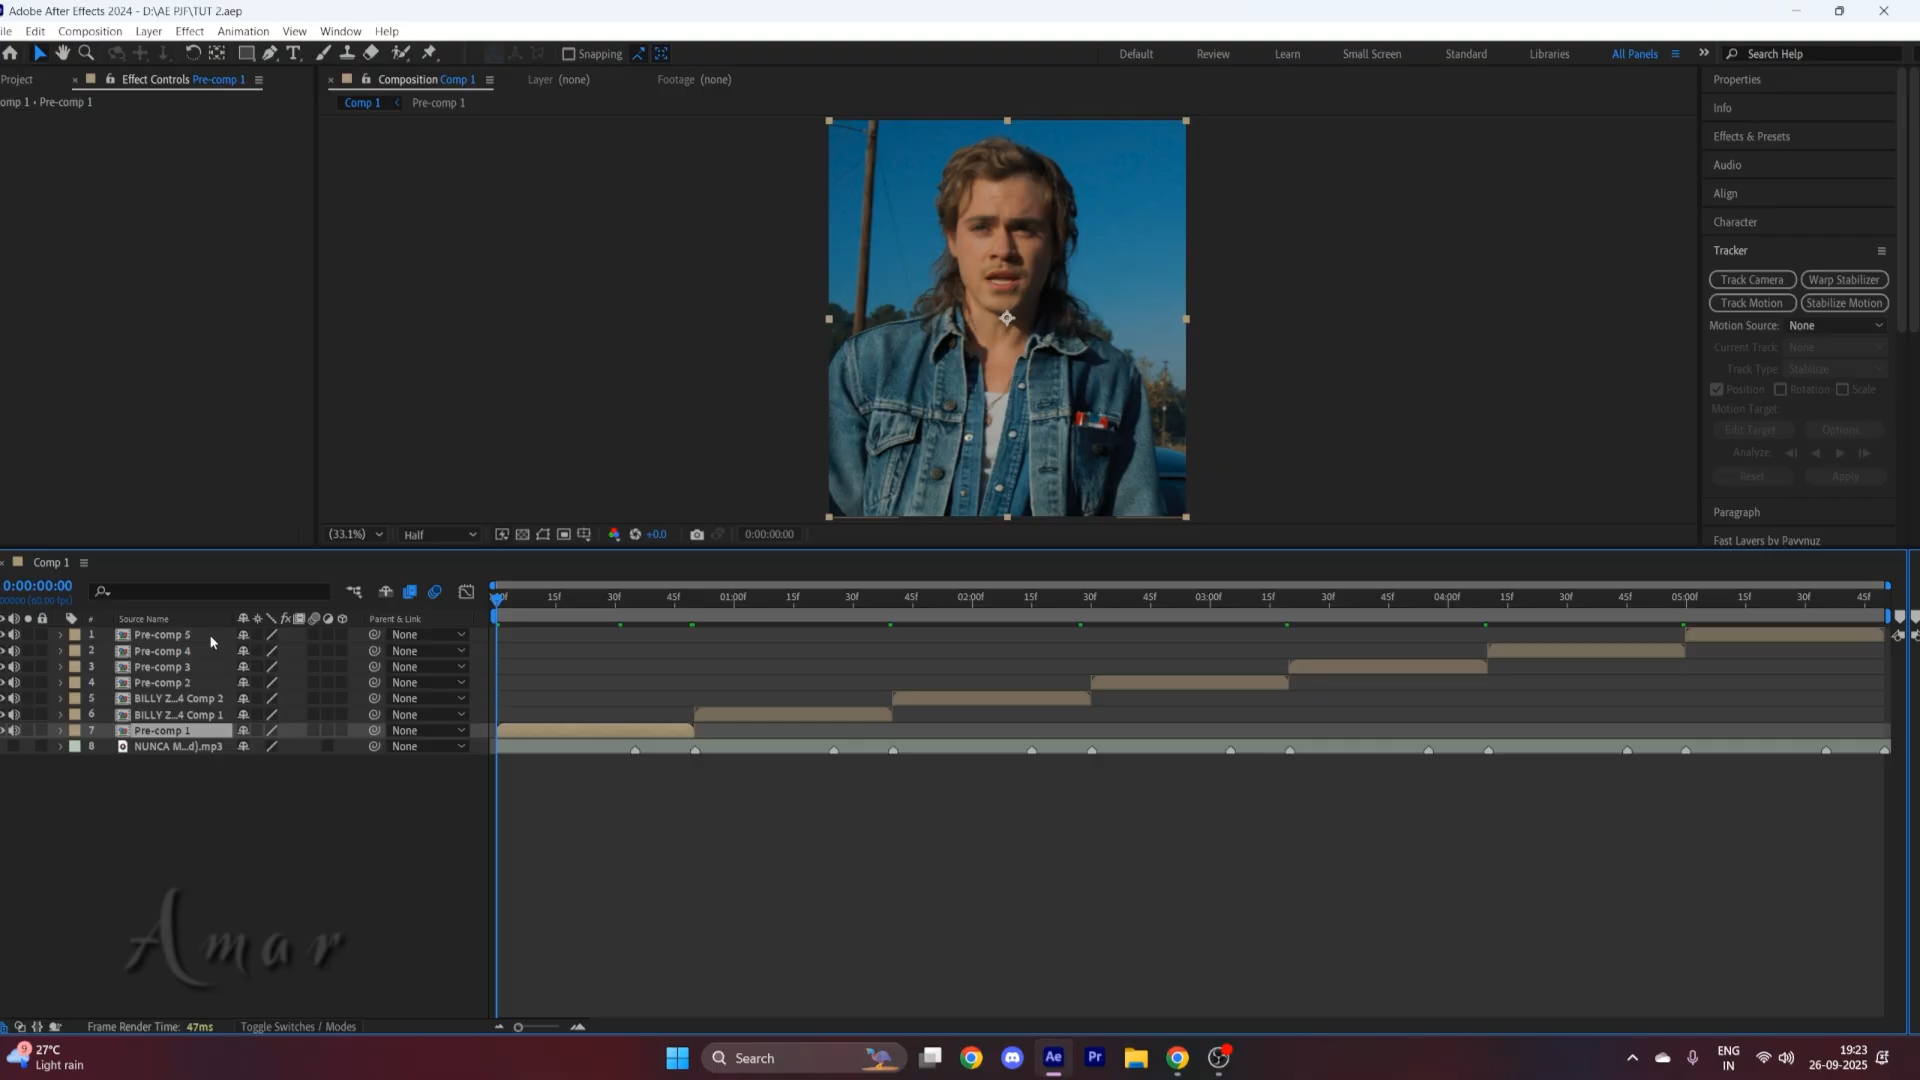 Adobe After Effects 2024 - D:\AE PJF\TUT 2.aep
ile Edit Composition Layer Effect Animation View Window Help
Snapping Default Review Learn Small Screen Standard Libraries All Panels Search Help
Project Effect Controls Pre-comp 1 Composition Comp 1 Layer (none) Footage (none) Properties
omp 1 • Pre-comp 1 Comp 1 Pre-comp 1
Info
Effects & Presets
Audio
Align
Character
Tracker
Track Camera Warp Stabilizer
Track Motion Stabilize Motion
Motion Source: None
Current Track: None
Track Type: Stabilize
Position Rotation Scale
Motion Target:
Edit Target... Options...
Analyze:
Reset Apply
Paragraph
Fast Layers by Pavynuz
(33.1%) Half +0.0 0:00:00:00
Comp 1
0:00:00:00
00000 (60.00 fps)
15f 30f 45f 01:00f 15f 30f 45f 02:00f 15f 30f 45f 03:00f 15f 30f 45f 04:00f 15f 30f 45f 05:00f 15f 30f 45f
# Source Name fx Parent & Link
1 Pre-comp 5 None
2 Pre-comp 4 None
3 Pre-comp 3 None
4 Pre-comp 2 None
5 BILLY Z...4 Comp 2 None
6 BILLY Z...4 Comp 1 None
7 Pre-comp 1 None
8 NUNCA M...d).mp3 None
Amar
Frame Render Time: 47ms Toggle Switches / Modes
9 27°C
Light rain
Search
Ae Pr
ENG
IN
19:23
26-09-2025